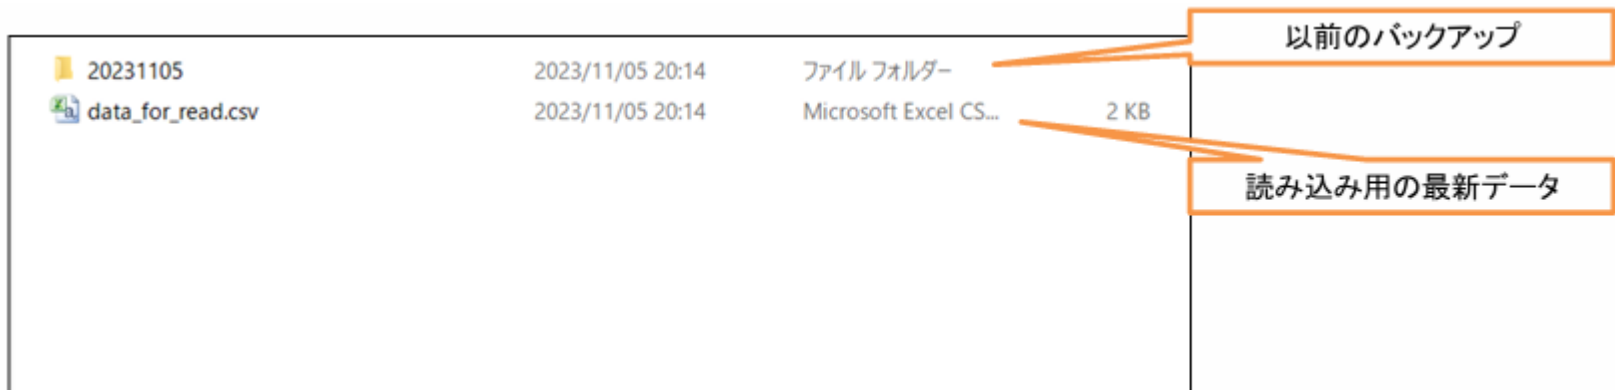 以前のバックアップ
20231105 2023/11/05 20:14 ファイル フォルダー
data_for_read.csv 2023/11/05 20:14 Microsoft Excel CS... 2 KB
読み込み用の最新データ